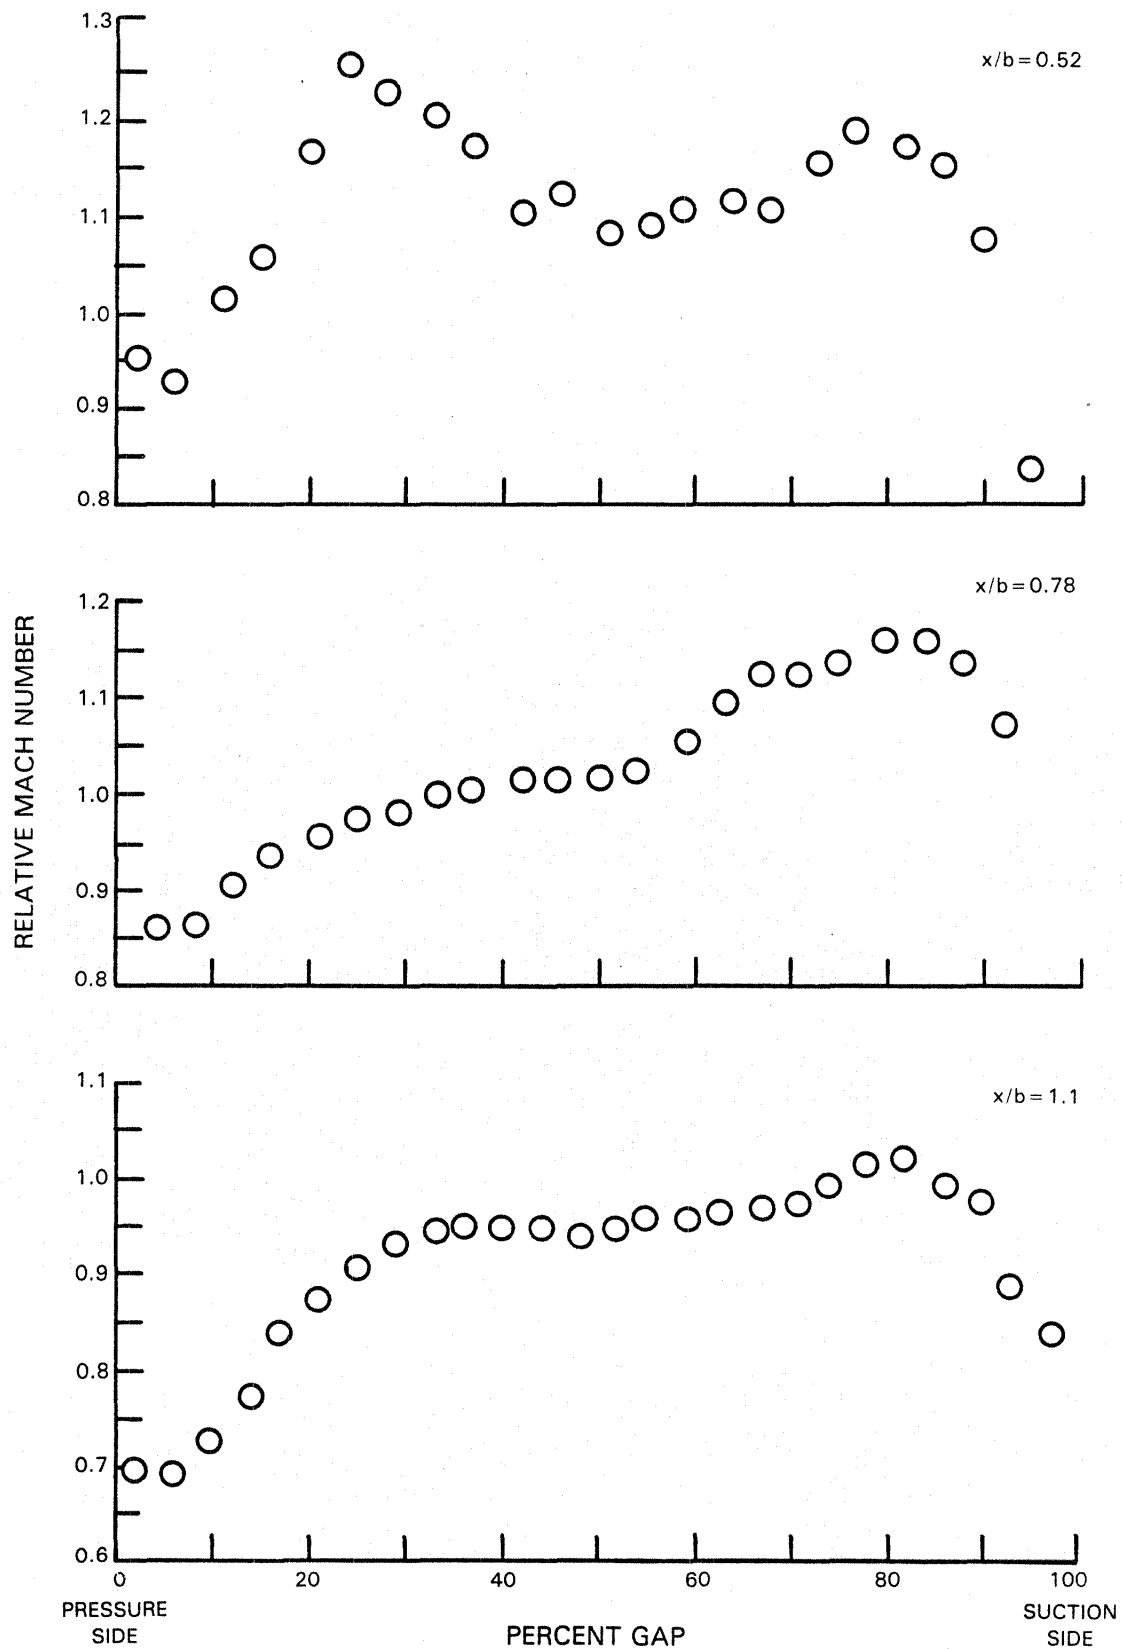 1.3
x/b = 0.52
1.2
1.1
1.0
0.9
0.8
x/b = 0.78
1.2
1.1
1.0
0.9
0.8
RELATIVE MACH NUMBER
1.1
x/b = 1.1
1.0
0.9
0.8
0.7
0.6
0 20 40 60 80 100
PRESSURE
SIDE
PERCENT GAP
SUCTION
SIDE